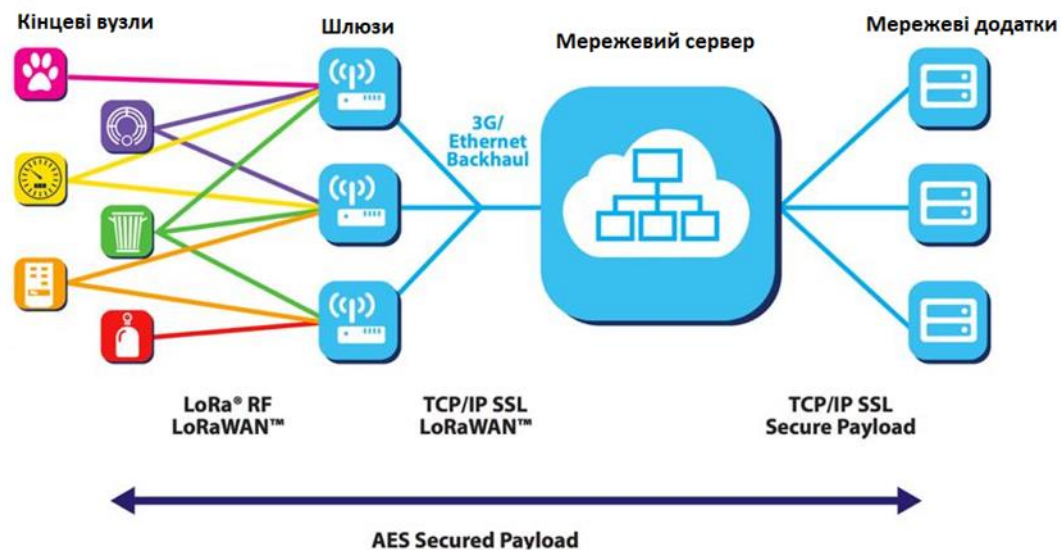 Кінцеві вузли
Шлюзи
Мережевий сервер
Мережеві додатки
3G/
Ethernet
Backhaul
LoRa® RF
LoRaWAN™
TCP/IP SSL
LoRaWAN™
TCP/IP SSL
Secure Payload
AES Secured Payload